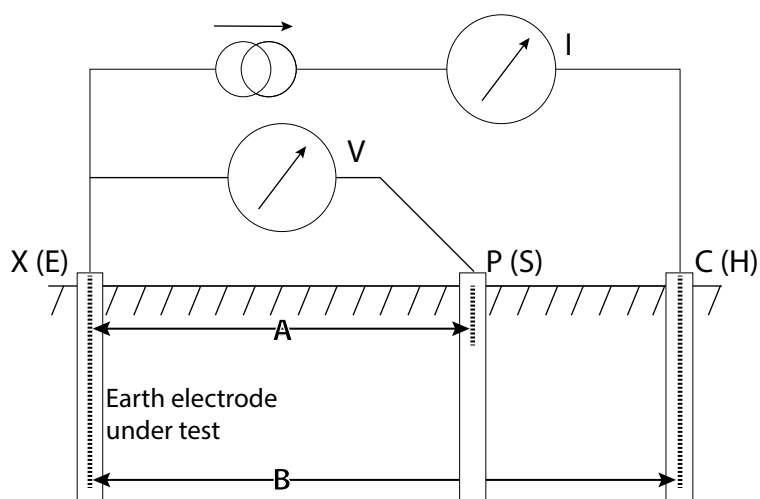 I
V
X (E)
P (S)
C (H)
A
Earth electrode
under test
B